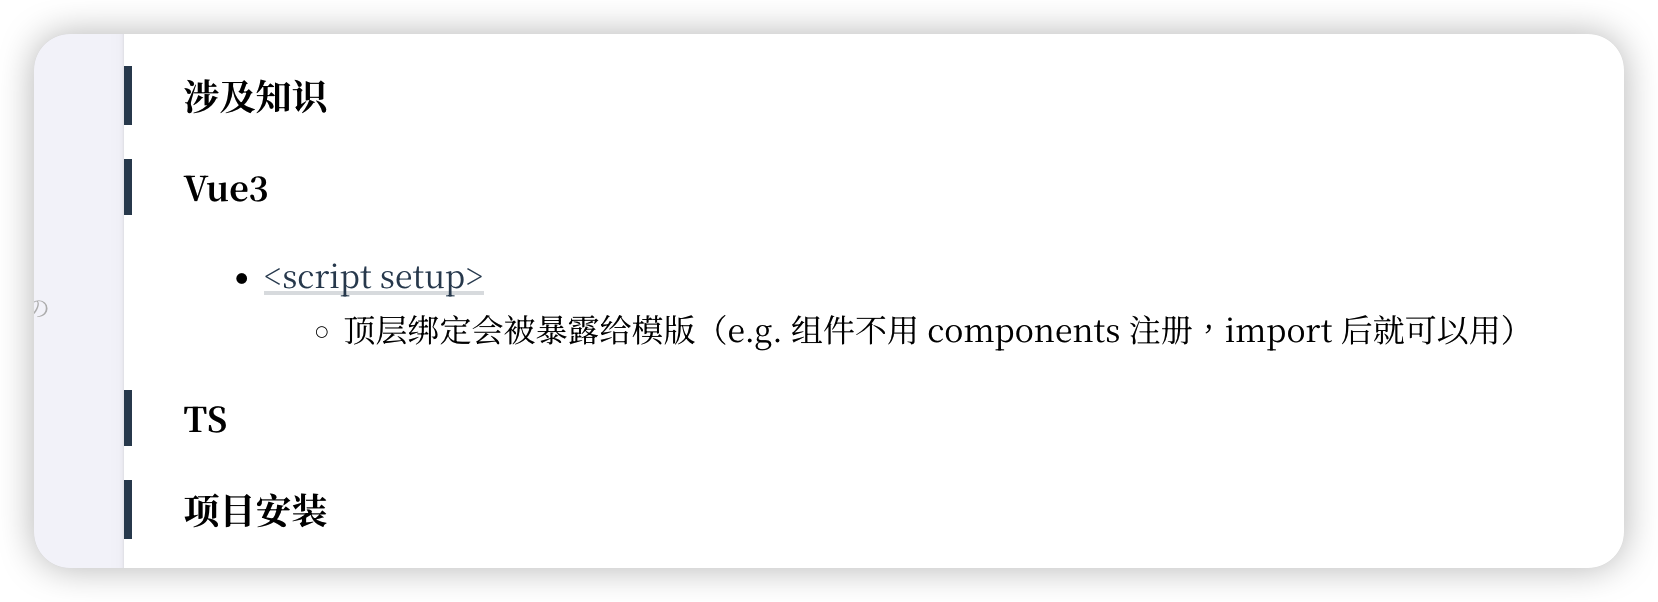 涉及知识
Vue3
<script setup>
顶层绑定会被暴露给模版（e.g. 组件不用 components 注册，import 后就可以用）
TS
项目安装
の